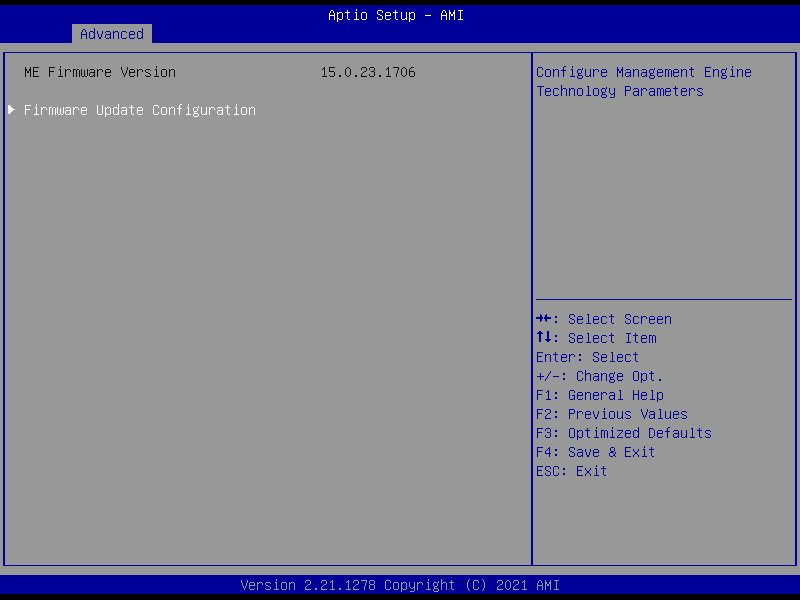 Aptio Setup – AMI
Advanced
ME Firmware Version 15.0.23.1706
Firmware Update Configuration
Configure Management Engine
Technology Parameters
→←: Select Screen
↑↓: Select Item
Enter: Select
+/-: Change Opt.
F1: General Help
F2: Previous Values
F3: Optimized Defaults
F4: Save & Exit
ESC: Exit
Version 2.21.1278 Copyright (C) 2021 AMI